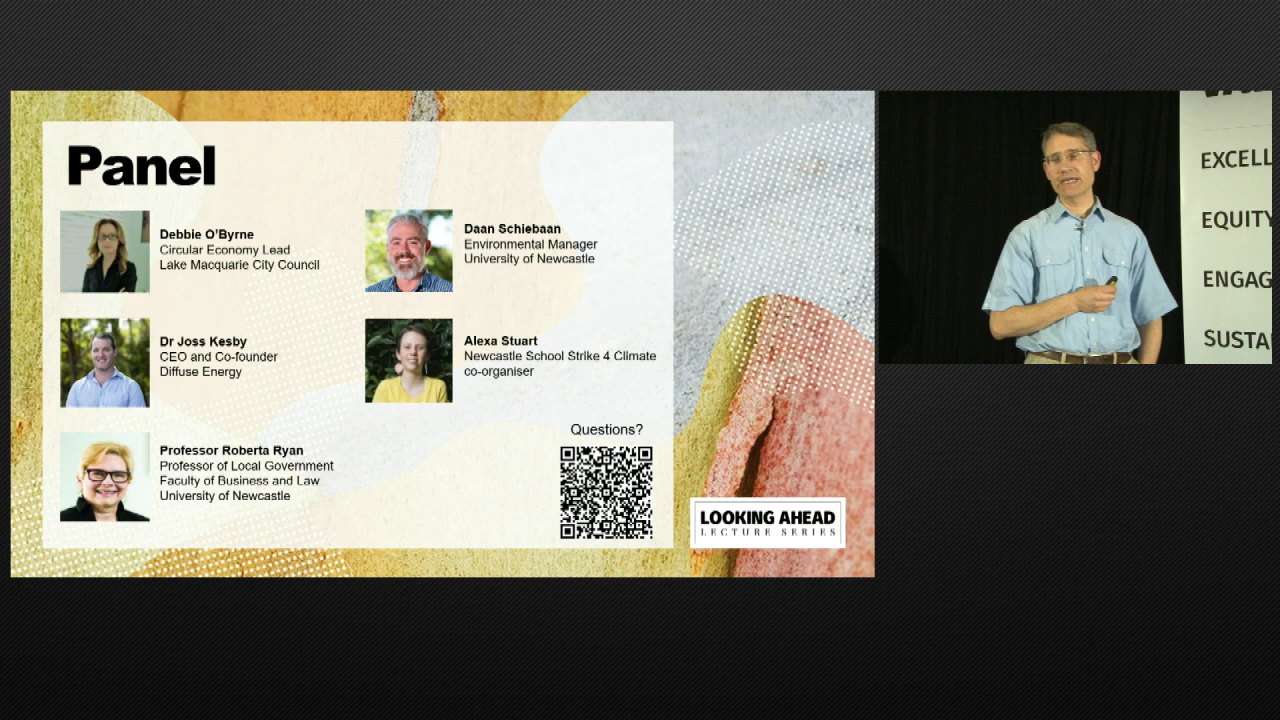 Panel
Debbie O'Byrne
Circular Economy Lead
Lake Macquarie City Council
Daan Schiebaan
Environmental Manager
University of Newcastle
Dr Joss Kesby
CEO and Co-founder
Diffuse Energy
Alexa Stuart
Newcastle School Strike 4 Climate
co-organiser
Professor Roberta Ryan
Professor of Local Government
Faculty of Business and Law
University of Newcastle
Questions?
LOOKING AHEAD
LECTURE SERIES
EXCELL
EQUITY
ENGAG
SUSTA